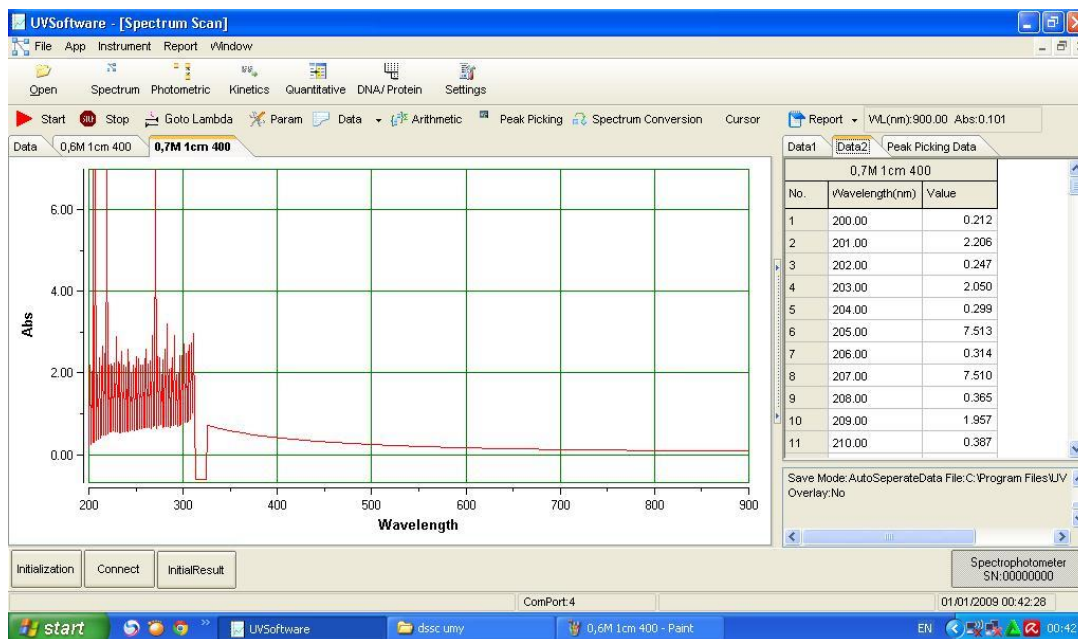 UVSoftware - [Spectrum Scan]
File App Instrument Report Window
Open Spectrum Photometric Kinetics Quantitative DNA/Protein Settings
Start Stop Goto Lambda Param Data Arithmetic Peak Picking Spectrum Conversion Cursor Report WL(nm):900.00 Abs:0.101
Data 0,6M 1cm 400 0,7M 1cm 400
Data1 Data2 Peak Picking Data
6.00
4.00
2.00
0.00
Abs
200 300 400 500 600 700 800 900
Wavelength
0,7M 1cm 400
No. Wavelength(nm) Value
1 200.00 0.212
2 201.00 2.206
3 202.00 0.247
4 203.00 2.050
5 204.00 0.299
6 205.00 7.513
7 206.00 0.314
8 207.00 7.510
9 208.00 0.365
10 209.00 1.957
11 210.00 0.387
Save Mode:AutoSeperateData File:C:\Program Files\UV
Overlay:No
Initialization Connect InitialResult
Spectrophotometer
SN:00000000
ComPort:4 01/01/2009 00:42:28
start UVSoftware dssc umy 0,6M 1cm 400 - Paint EN 00:42